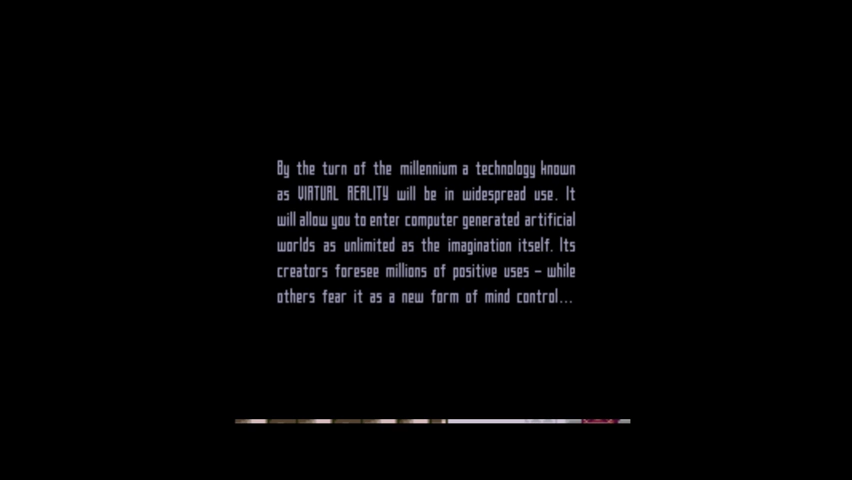 By the turn of the millennium a technology known
as VIRTUAL REALITY will be in widespread use. It
will allow you to enter computer generated artificial
worlds as unlimited as the imagination itself. Its
creators foresee millions of positive uses – while
others fear it as a new form of mind control...